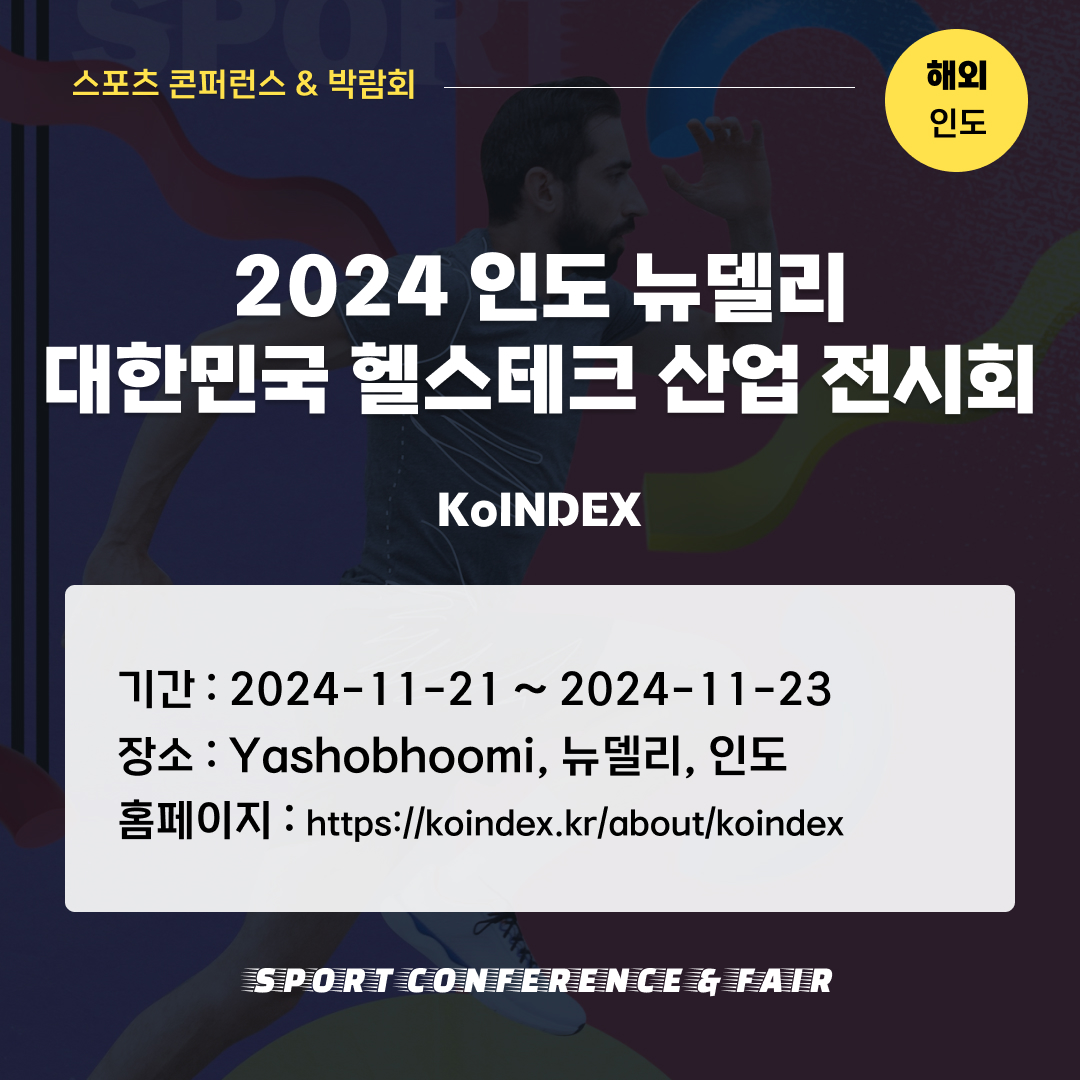 SPORT
스포츠 콘퍼런스 & 박람회
해외
인도
2024 인도 뉴델리
대한민국 헬스테크 산업 전시회
KoINDEX
기간 : 2024-11-21 ~ 2024-11-23
장소 : Yashobhoomi, 뉴델리, 인도
홈페이지 : https://koindex.kr/about/koindex
SPORT CONFERENCE & FAIR